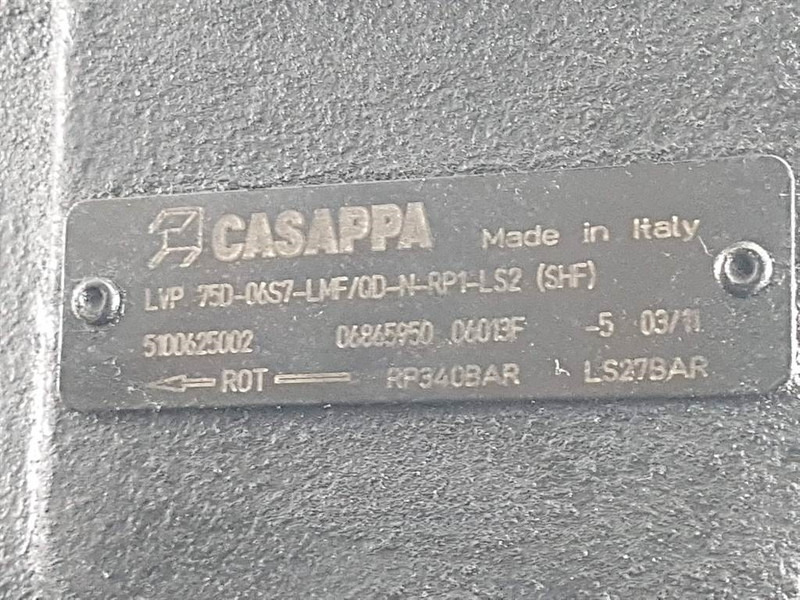 CASAPPA Made in Italy
LVP 75D-06S7-LMF/0D-N-RP1-LS2 (SHF)
5100625002 06865950 06013F -5 03/11
ROT RP340BAR LS27BAR